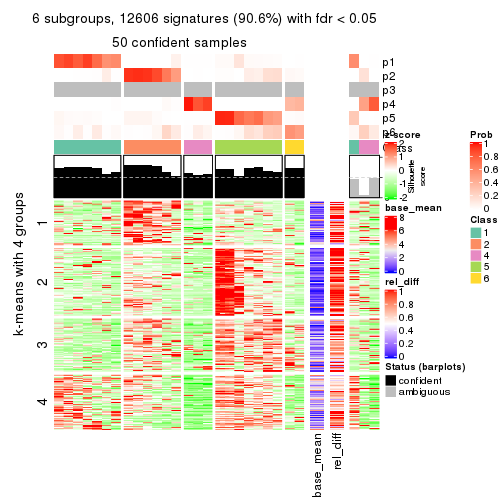 6 subgroups, 12606 signatures (90.6%) with fdr < 0.05
50 confident samples
p1
p2
p3
p4
p5
p6
Class
Silhouette
score
k-means with 4 groups
1
2
3
4
base_mean
rel_diff
z-score
2
1
0
-1
-2
base_mean
8
6
4
2
0
rel_diff
1
0.8
0.6
0.4
0.2
0
Status (barplots)
confident
ambiguous
Prob
1
0.8
0.6
0.4
0.2
0
Class
1
2
4
5
6